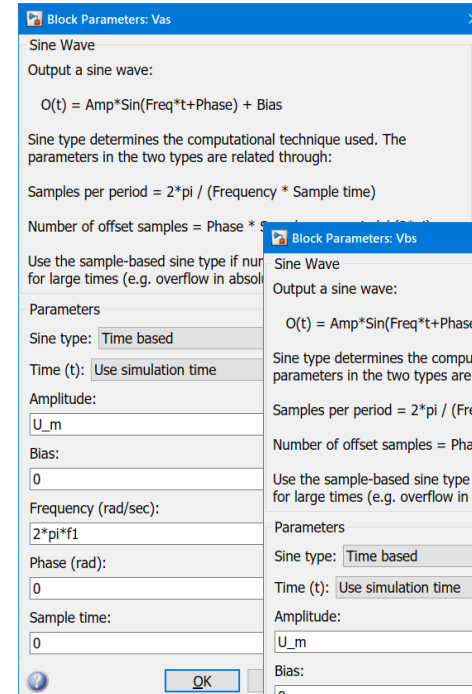 Block Parameters: Vas
Sine Wave
Output a sine wave:
O(t) = Amp*Sin(Freq*t+Phase) + Bias
Sine type determines the computational technique used. The
parameters in the two types are related through:
Samples per period = 2*pi / (Frequency * Sample time)
Number of offset samples = Phase *
Use the sample-based sine type if
for large times (e.g. overflow in
Parameters
Sine type: Time based
Time (t): Use simulation time
Amplitude:
U_m
Bias:
0
Frequency (rad/sec):
2*pi*f1
Phase (rad):
0
Sample time:
0
OK
Block Parameters: Vbs
Sine Wave
Output a sine wave:
O(t) = Amp*Sin(Freq*t+Phase
Sine type determines the
parameters in the two types are
Samples per period = 2*pi /
Number of offset samples =
Use the sample-based sine type
for large times (e.g. overflow in
Parameters
Sine type: Time based
Time (t): Use simulation time
Amplitude:
U_m
Bias: